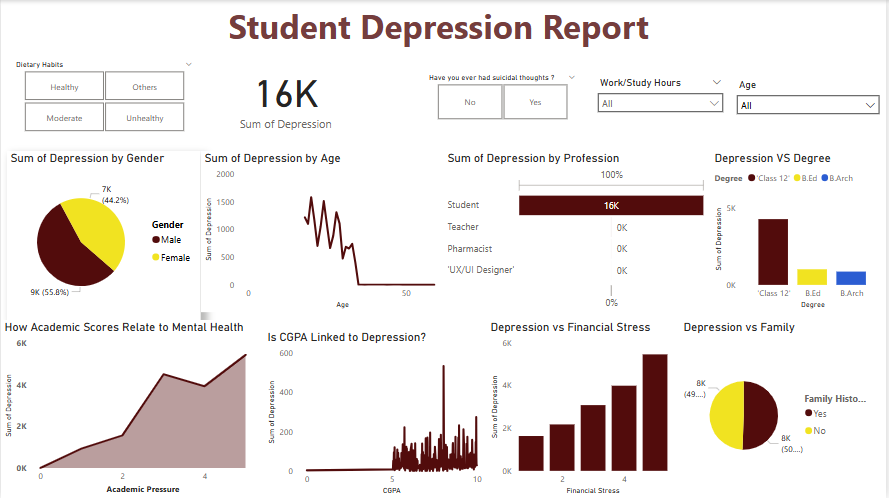 Student Depression Report
Dietary Habits
Healthy
Others
Moderate
Unhealthy
16K
Sum of Depression
Have you ever had suicidal thoughts ?
No
Yes
Work/Study Hours
All
Age
All
Sum of Depression by Gender
7K
(44.2%)
9K (55.8%)
Gender
Male
Female
Sum of Depression by Age
Sum of Depression
2000
1500
1000
500
0
0
50
Age
Sum of Depression by Profession
100%
Student
16K
Teacher
0K
Pharmacist
0K
'UX/UI Designer'
0K
0%
Depression VS Degree
Degree 'Class 12' B.Ed B.Arch
Sum of Depression
5K
0K
'Class 12'
B.Ed
B.Arch
Degree
How Academic Scores Relate to Mental Health
Sum of Depression
6K
4K
2K
0K
0
2
4
Academic Pressure
Is CGPA Linked to Depression?
Sum of Depression
600
400
200
0
0
5
10
CGPA
Depression vs Financial Stress
Sum of Depression
6K
4K
2K
0K
2
4
Financial Stress
Depression vs Family
8K
(49....)
8K
(50....)
Family Histo...
Yes
No